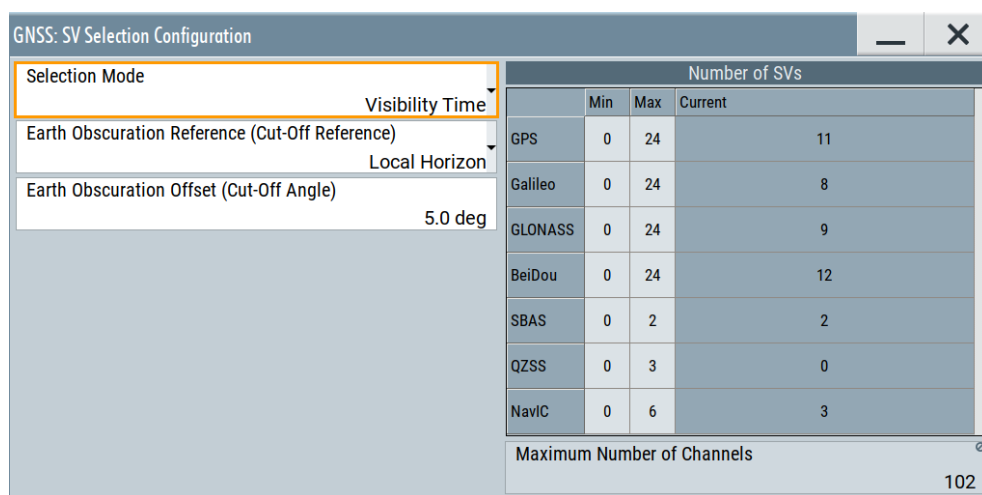 GNSS: SV Selection Configuration
Selection Mode
Visibility Time
Earth Obscuration Reference (Cut-Off Reference)
Local Horizon
Earth Obscuration Offset (Cut-Off Angle)
5.0 deg
Number of SVs
Min Max Current
GPS 0 24 11
Galileo 0 24 8
GLONASS 0 24 9
BeiDou 0 24 12
SBAS 0 2 2
QZSS 0 3 0
NavIC 0 6 3
Maximum Number of Channels
102